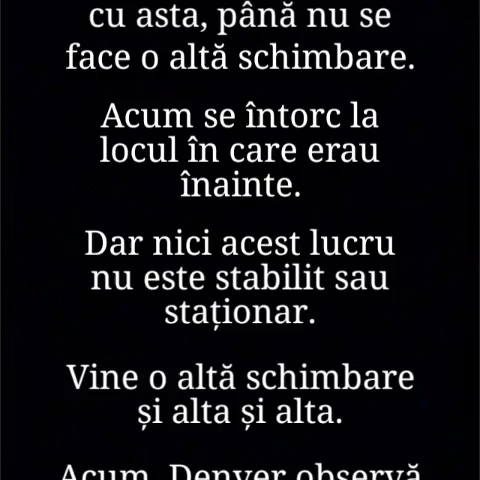 cu asta, până nu se
face o altă schimbare.
Acum se întorc la
locul în care erau
înainte.
Dar nici acest lucru
nu este stabilit sau
staționar.
Vine o altă schimbare
și alta și alta.
Acum, Denver observă